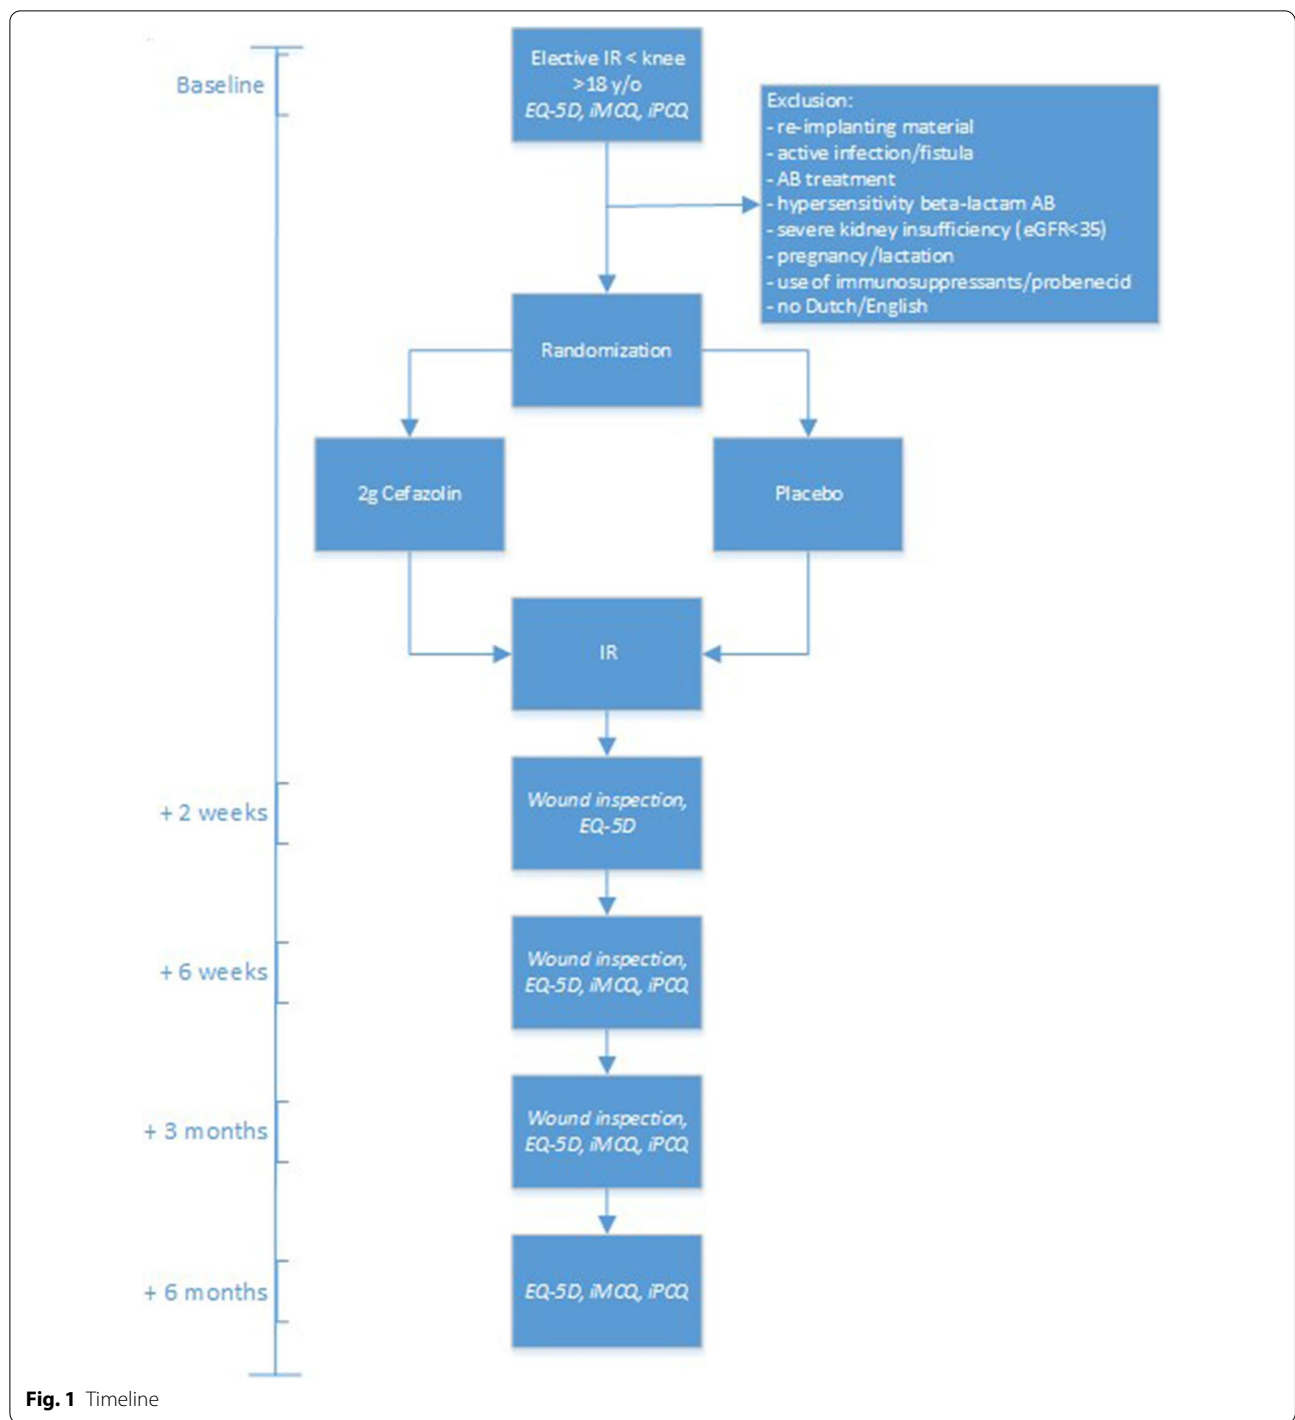 Baseline
Elective IR < knee
>18 y/o
EQ-5D, iMCQ, iPCQ
Exclusion:
- re-implanting material
- active infection/fistula
- AB treatment
- hypersensitivity beta-lactam AB
- severe kidney insufficiency (eGFR<35)
- pregnancy/lactation
- use of immunosuppressants/probenecid
- no Dutch/English
Randomization
2g Cefazolin
Placebo
IR
+ 2 weeks
Wound inspection,
EQ-5D
+ 6 weeks
Wound inspection,
EQ-5D, iMCQ, iPCQ
+ 3 months
Wound inspection,
EQ-5D, iMCQ, iPCQ
+ 6 months
EQ-5D, iMCQ, iPCQ
Fig. 1 Timeline